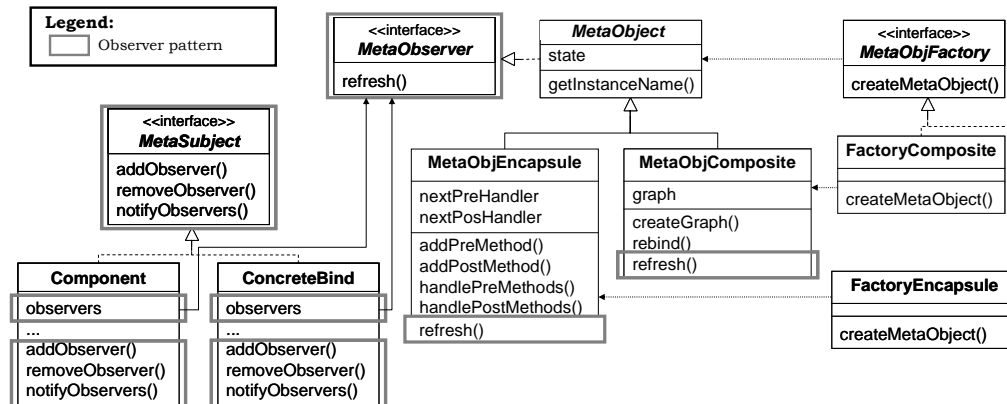 Legend:
Observer pattern
<<interface>>
MetaObserver
refresh()
MetaObject
state
getInstanceName()
<<interface>>
MetaObjFactory
createMetaObject()
<<interface>>
MetaSubject
addObserver()
removeObserver()
notifyObservers()
MetaObjEncapsule
nextPreHandler
nextPosHandler
addPreMethod()
addPostMethod()
handlePreMethods()
handlePostMethods()
refresh()
MetaObjComposite
graph
createGraph()
rebind()
refresh()
FactoryComposite
createMetaObject()
Component
observers
...
addObserver()
removeObserver()
notifyObservers()
ConcreteBind
observers
...
addObserver()
removeObserver()
notifyObservers()
FactoryEncapsule
createMetaObject()